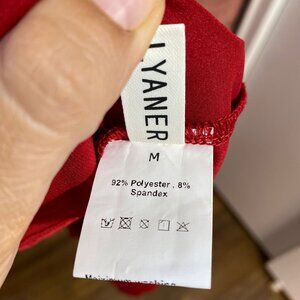 LYANER
M
92% Polyester . 8%
Spandex